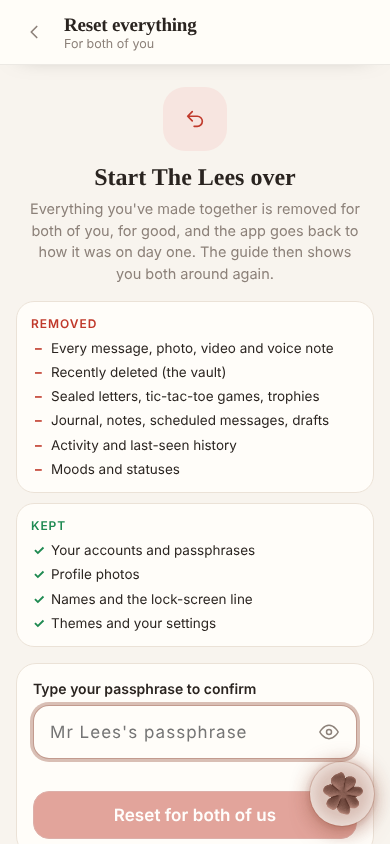 Reset everything
For both of you
Start The Lees over
Everything you've made together is removed for
both of you, for good, and the app goes back to
how it was on day one. The guide then shows
you both around again.
REMOVED
– Every message, photo, video and voice note
– Recently deleted (the vault)
– Sealed letters, tic-tac-toe games, trophies
– Journal, notes, scheduled messages, drafts
– Activity and last-seen history
– Moods and statuses
KEPT
✓ Your accounts and passphrases
✓ Profile photos
✓ Names and the lock-screen line
✓ Themes and your settings
Type your passphrase to confirm
Mr Lees's passphrase
Reset for both of us